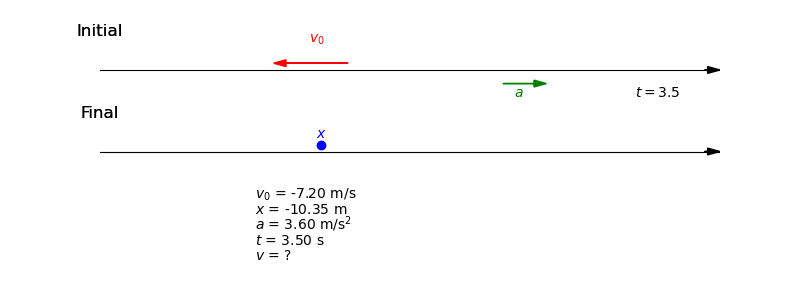 Initial
v₀
a
t = 3.5
Final
x
v₀ = -7.20 m/s
x = -10.35 m
a = 3.60 m/s²
t = 3.50 s
v = ?